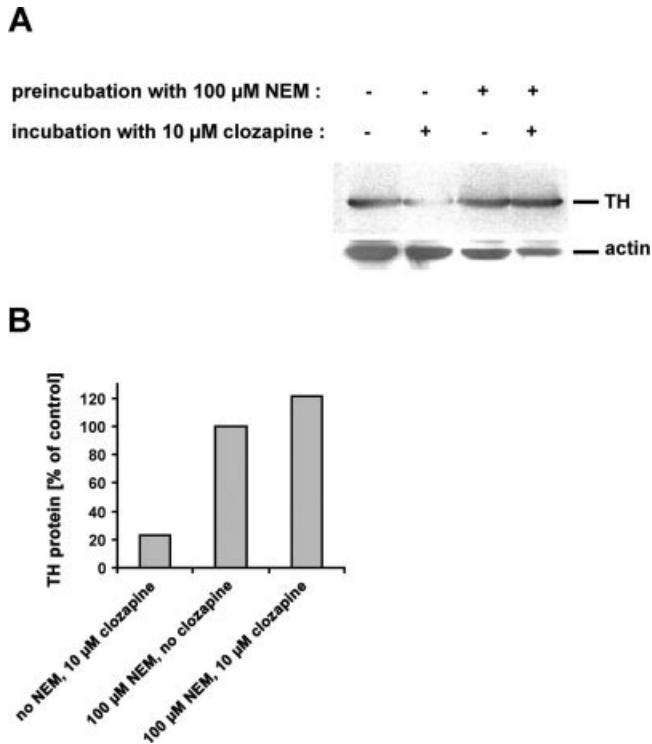 A
preincubation with 100 µM NEM : - - + +
incubation with 10 µM clozapine : - + - +
TH
actin
B
TH protein [% of control]
120
100
80
60
40
20
0
no NEM, 10 µM clozapine
100 µM NEM, no clozapine
100 µM NEM, 10 µM clozapine